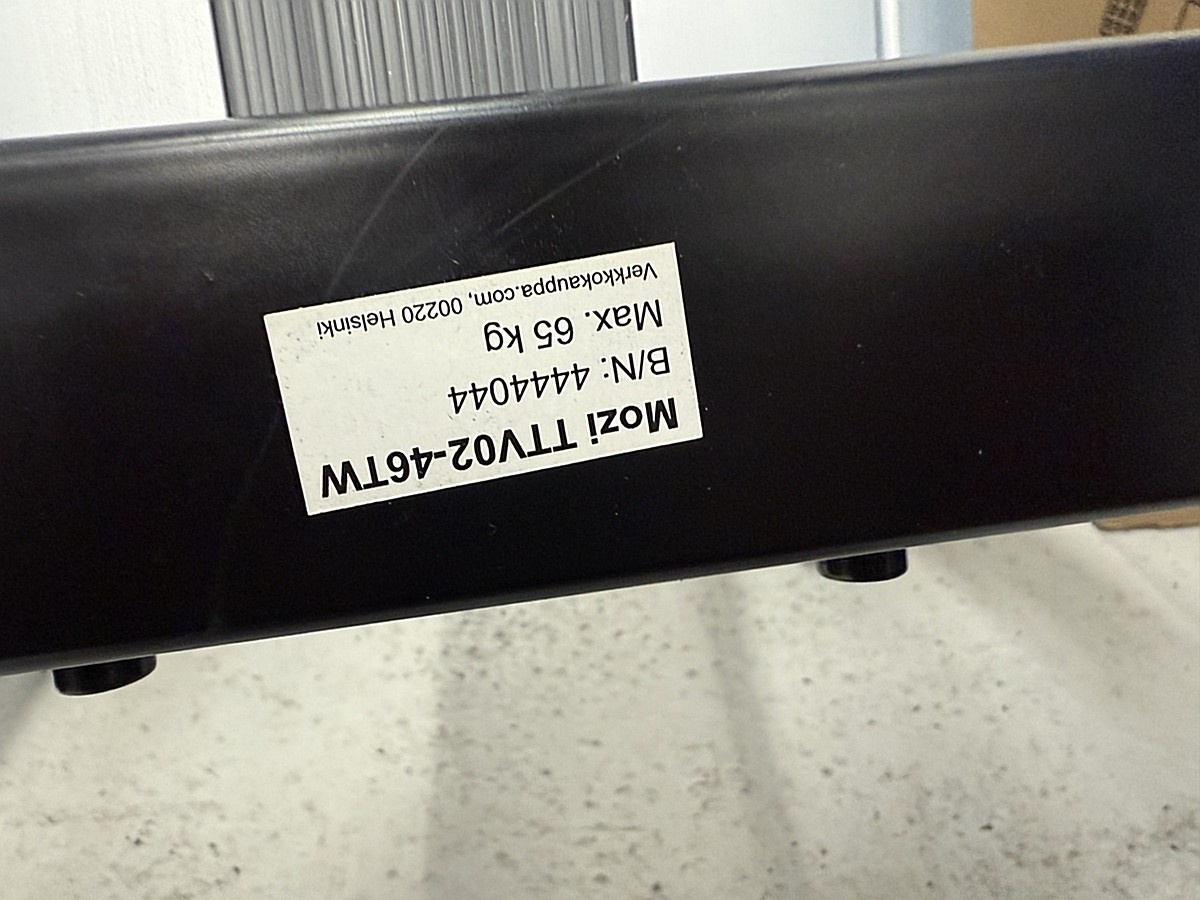 Mozi TTV02-46TW
B/N: 4444044
Max. 65 kg
Verkkokauppa.com, 00220 Helsinki